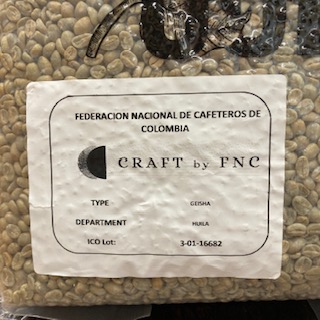 FEDERACION NACIONAL DE CAFETEROS DE
COLOMBIA
CRAFT by FNC
TYPE GEISHA
DEPARTMENT HUILA
ICO Lot: 3-01-16682